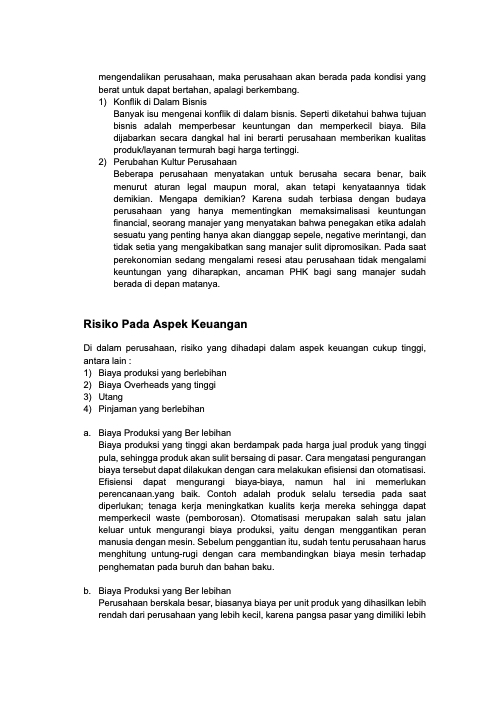 mengendalikan perusahaan, maka perusahaan akan berada pada kondisi yang
berat untuk dapat bertahan, apalagi berkembang.
1) Konflik di Dalam Bisnis
Banyak isu mengenai konflik di dalam bisnis. Seperti diketahui bahwa tujuan
bisnis adalah memperbesar keuntungan dan memperkecil biaya. Bila
dijabarkan secara dangkal hal ini berarti perusahaan memberikan kualitas
produk/layanan termurah bagi harga tertinggi.
2) Perubahan Kultur Perusahaan
Beberapa perusahaan menyatakan untuk berusaha secara benar, baik
menurut aturan legal maupun moral, akan tetapi kenyataannya tidak
demikian. Mengapa demikian? Karena sudah terbiasa dengan budaya
perusahaan yang hanya mementingkan memaksimalisasi keuntungan
financial, seorang manajer yang menyatakan bahwa penegakan etika adalah
sesuatu yang penting hanya akan dianggap sepele, negative merintangi, dan
tidak setia yang mengakibatkan sang manajer sulit dipromosikan. Pada saat
perekonomian sedang mengalami resesi atau perusahaan tidak mengalami
keuntungan yang diharapkan, ancaman PHK bagi sang manajer sudah
berada di depan matanya.
Risiko Pada Aspek Keuangan
Di dalam perusahaan, risiko yang dihadapi dalam aspek keuangan cukup tinggi,
antara lain :
1) Biaya produksi yang berlebihan
2) Biaya Overheads yang tinggi
3) Utang
4) Pinjaman yang berlebihan
a. Biaya Produksi yang Ber lebihan
Biaya produksi yang tinggi akan berdampak pada harga jual produk yang tinggi
pula, sehingga produk akan sulit bersaing di pasar. Cara mengatasi pengurangan
biaya tersebut dapat dilakukan dengan cara melakukan efisiensi dan otomatisasi.
Efisiensi dapat mengurangi biaya-biaya, namun hal ini memerlukan
perencanaan.yang baik. Contoh adalah produk selalu tersedia pada saat
diperlukan; tenaga kerja meningkatkan kualits kerja mereka sehingga dapat
memperkecil waste (pemborosan). Otomatisasi merupakan salah satu jalan
keluar untuk mengurangi biaya produksi, yaitu dengan menggantikan peran
manusia dengan mesin. Sebelum penggantian itu, sudah tentu perusahaan harus
menghitung untung-rugi dengan cara membandingkan biaya mesin terhadap
penghematan pada buruh dan bahan baku.
b. Biaya Produksi yang Ber lebihan
Perusahaan berskala besar, biasanya biaya per unit produk yang dihasilkan lebih
rendah dari perusahaan yang lebih kecil, karena pangsa pasar yang dimiliki lebih